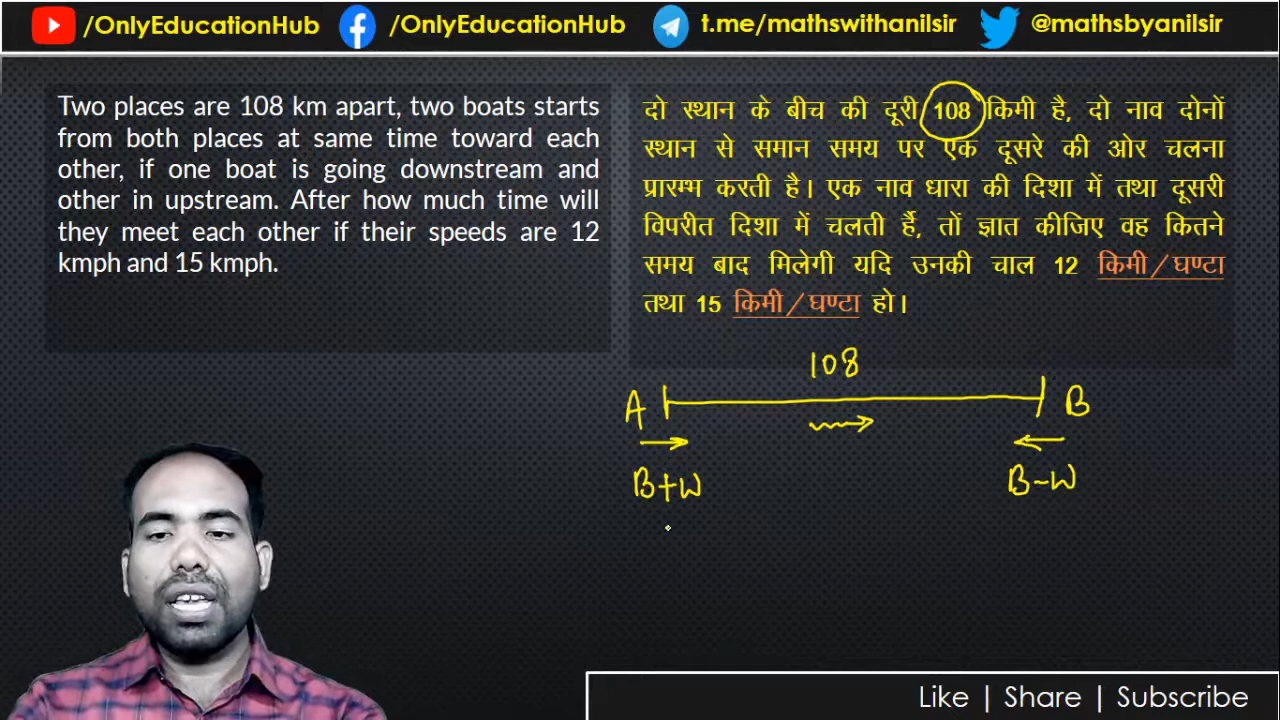 /OnlyEducationHub /OnlyEducationHub t.me/mathswithanilsir @mathsbyanilsir
Two places are 108 km apart, two boats starts
from both places at same time toward each
other, if one boat is going downstream and
other in upstream. After how much time will
they meet each other if their speeds are 12
kmph and 15 kmph.
दो स्थान के बीच की दूरी 108 किमी है, दो नाव दोनों
स्थान से समान समय पर एक दूसरे की ओर चलना
प्रारम्भ करती है। एक नाव धारा की दिशा में तथा दूसरी
विपरीत दिशा में चलती हैं, तों ज्ञात कीजिए वह कितने
समय बाद मिलेगी यदि उनकी चाल 12 किमी/घण्टा
तथा 15 किमी/घण्टा हो।
108
A B
B+W B-W
Like | Share | Subscribe